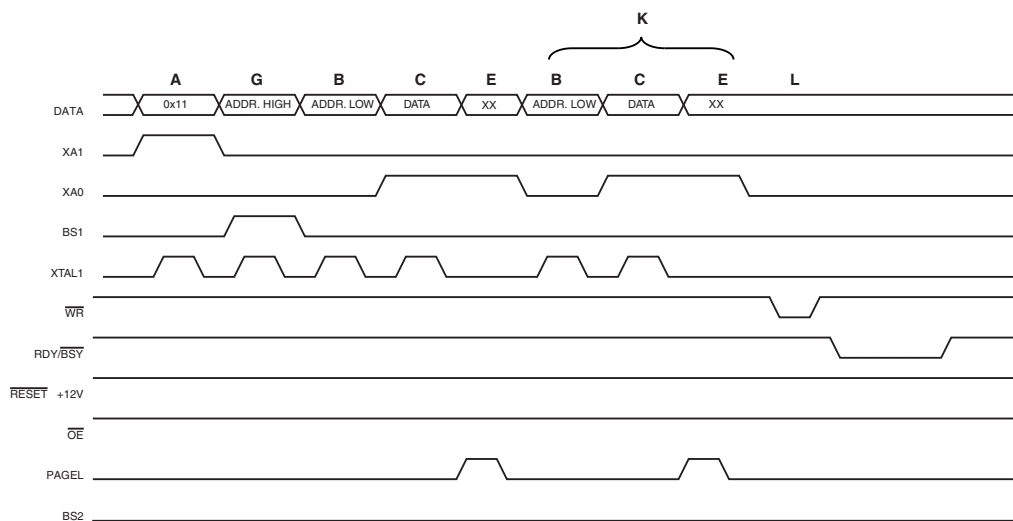 K
A G B C E B C E L
DATA 0x11 ADDR. HIGH ADDR. LOW DATA XX ADDR. LOW DATA XX
XA1
XA0
BS1
XTAL1
WR
RDY/BSY
RESET +12V
OE
PAGEL
BS2